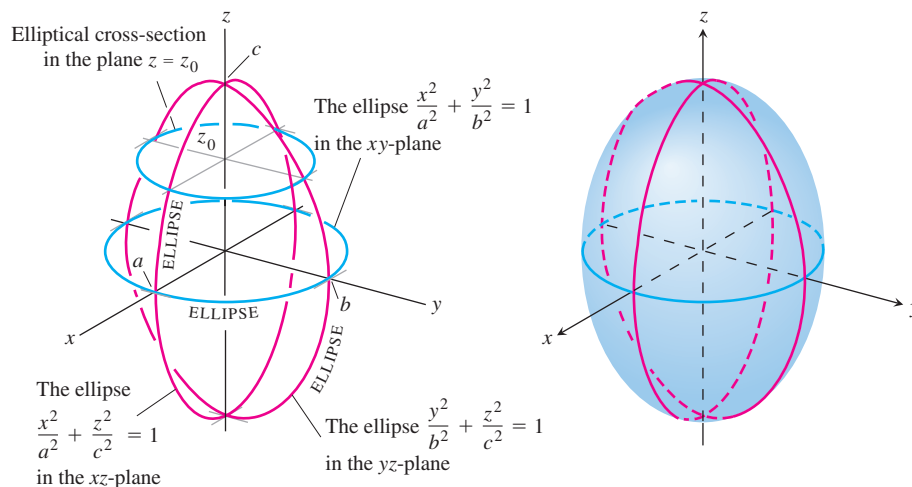 z
Elliptical cross-section
in the plane z = z₀
c
The ellipse x²/a² + y²/b² = 1
in the xy-plane
z₀
ELLIPSE
a
b
y
x
ELLIPSE
ELLIPSE
The ellipse
x²/a² + z²/c² = 1
in the xz-plane
The ellipse y²/b² + z²/c² = 1
in the yz-plane
z
x
y